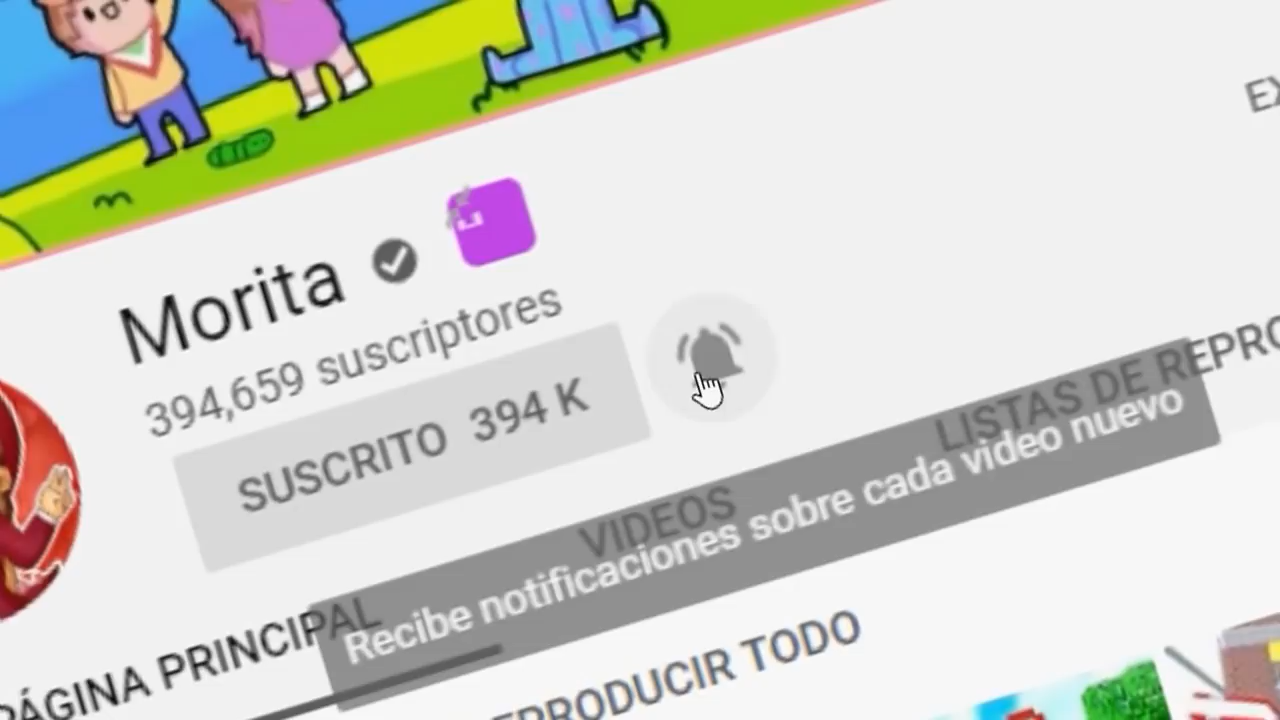 Morita
394,659 suscriptores
SUSCRITO 394 K
Recibe notificaciones sobre cada video nuevo
PÁGINA PRINCIPAL
VIDEOS
LISTAS DE REPRO
REPRODUCIR TODO